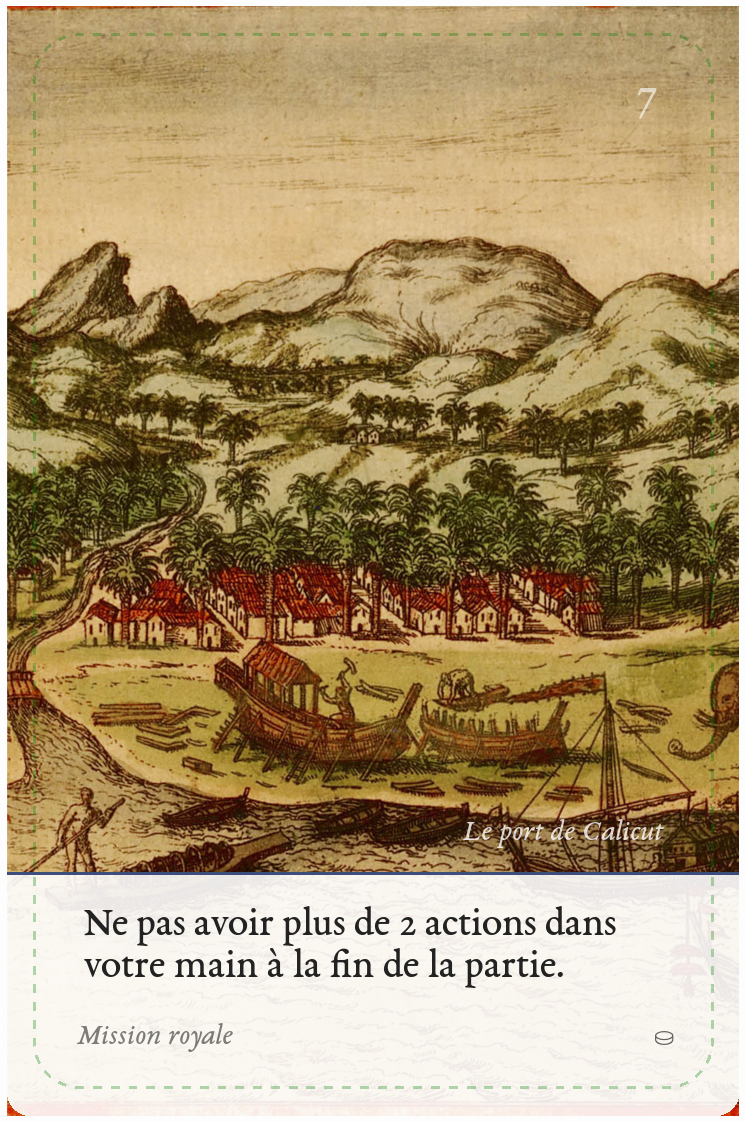 7
Le port de Calicut
Ne pas avoir plus de 2 actions dans
votre main à la fin de la partie.
Mission royale